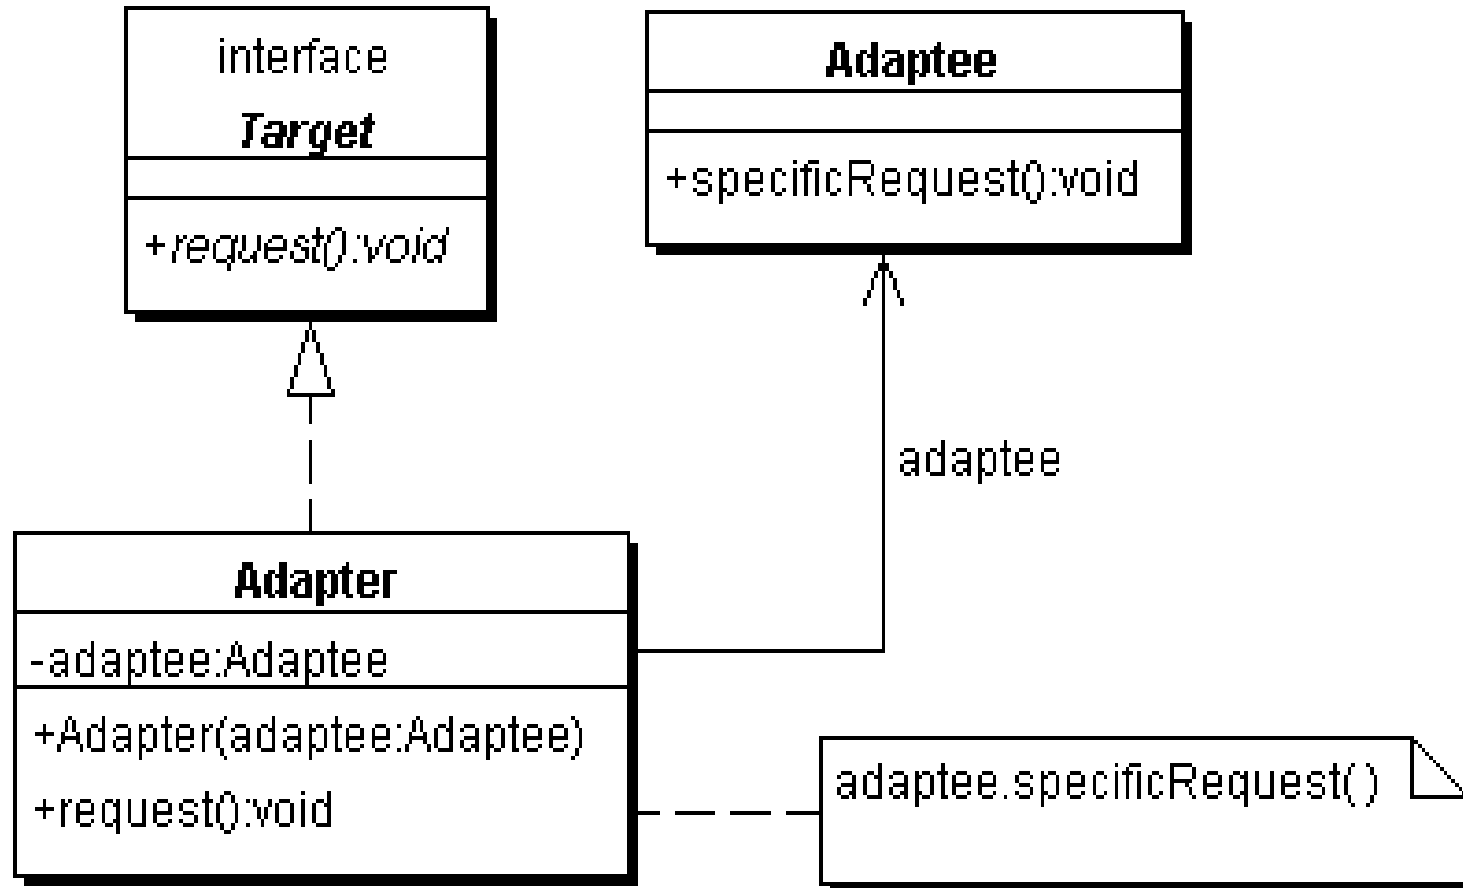 interface
Target
+request():void
Adaptee
+specificRequest():void
adaptee
Adapter
-adaptee:Adaptee
+Adapter(adaptee:Adaptee)
+request():void
adaptee.specificRequest( )